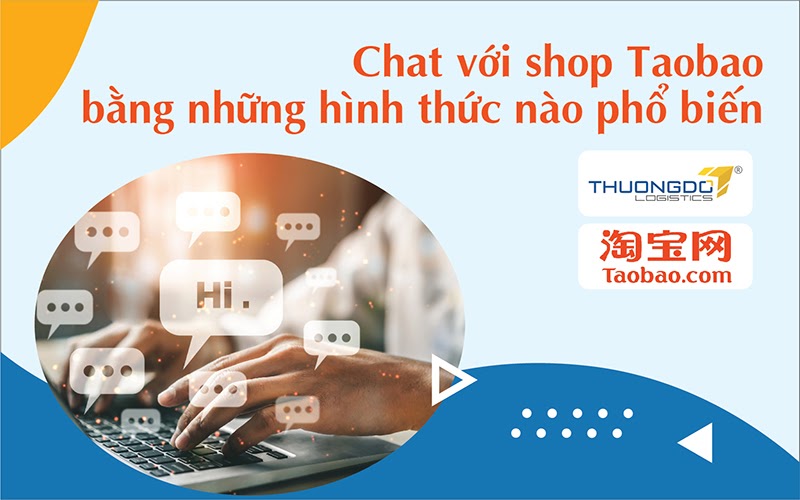 Chat với shop Taobao
bằng những hình thức nào phổ biến
THUONGDO®
LOGISTICS
淘宝网
Taobao.com
Hi .